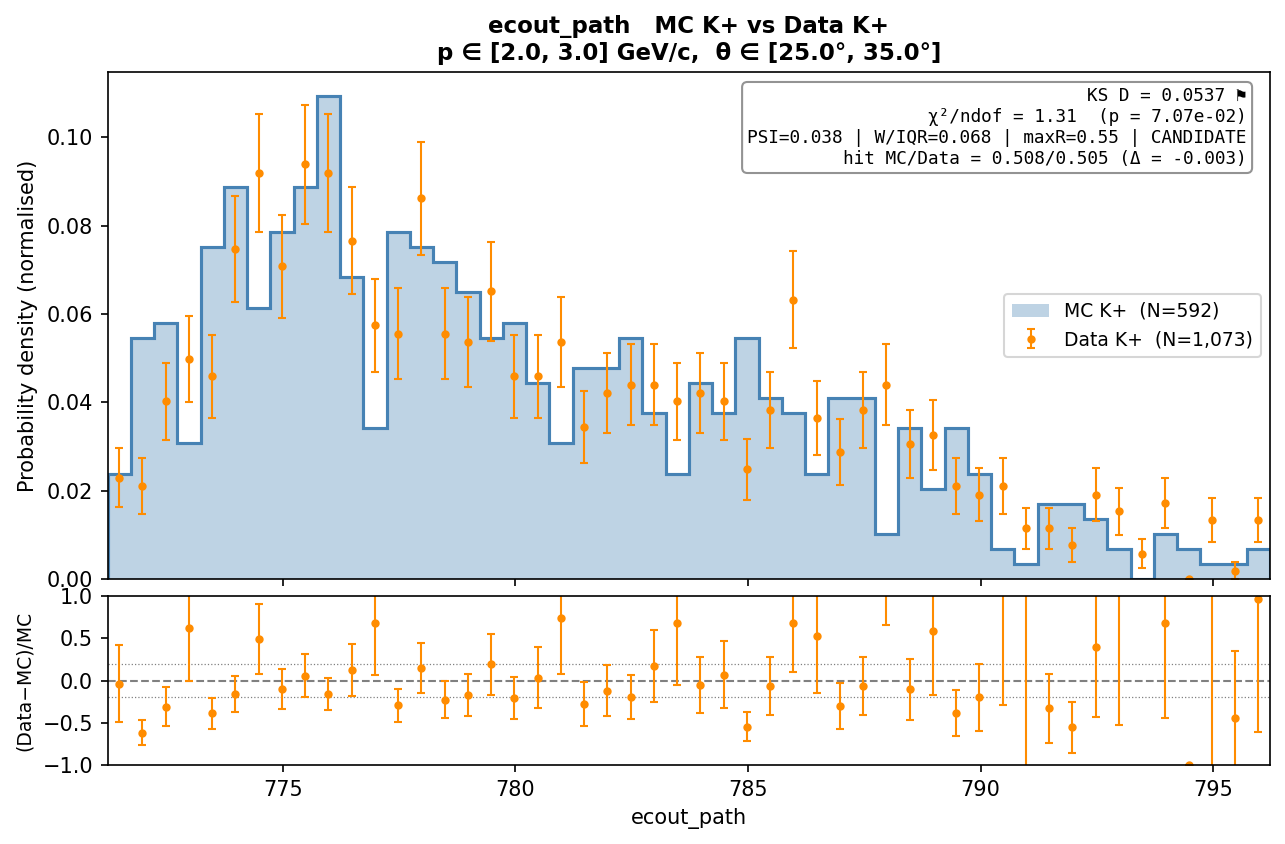 ecout_path   MC K+ vs Data K+
p ∈ [2.0, 3.0] GeV/c,  θ ∈ [25.0°, 35.0°]
KS D = 0.0537 ⚑
χ²/ndof = 1.31  (p = 7.07e-02)
PSI=0.038 | W/IQR=0.068 | maxR=0.55 | CANDIDATE
hit MC/Data = 0.508/0.505 (Δ = -0.003)
MC K+  (N=592)
Data K+  (N=1,073)
Probability density (normalised)
0.10
0.08
0.06
0.04
0.02
0.00
(Data−MC)/MC
1.0
0.5
0.0
−0.5
−1.0
775
780
785
790
795
ecout_path